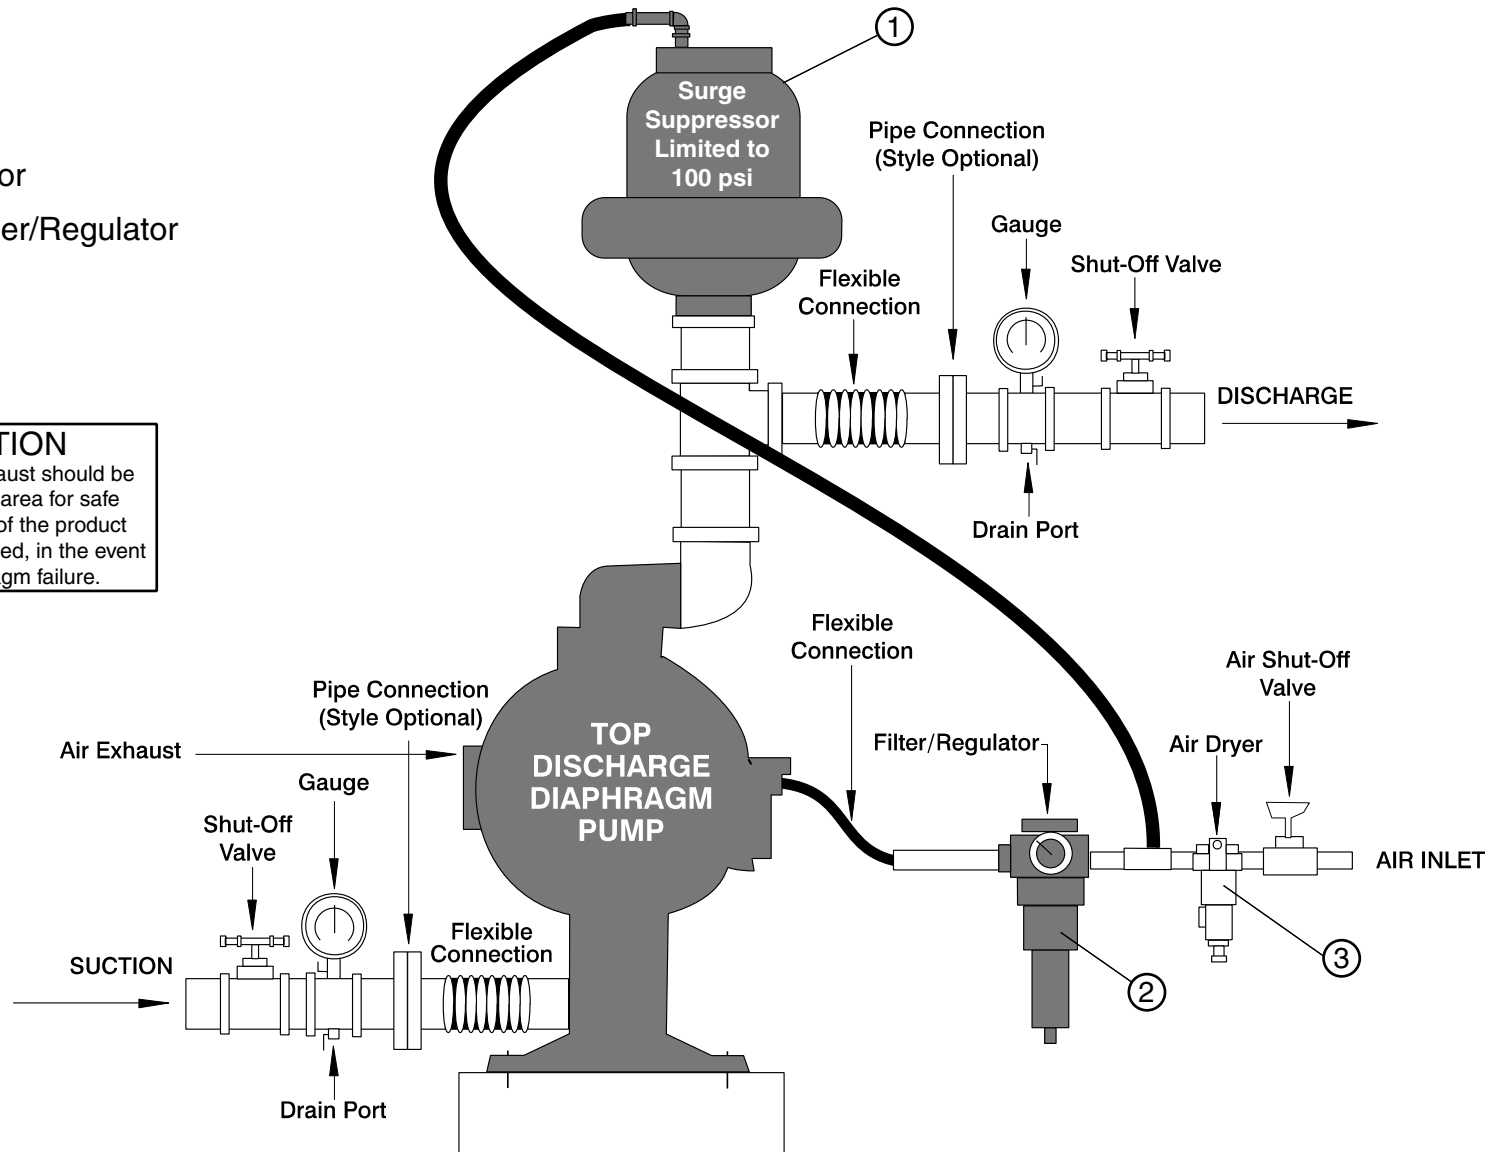 1
Surge
Suppressor
Limited to
100 psi
Pipe Connection
(Style Optional)
or
er/Regulator
Gauge
Shut-Off Valve
Flexible
Connection
DISCHARGE
TION
aust should be
area for safe
of the product
ed, in the event
gm failure.
Drain Port
Flexible
Connection
Air Shut-Off
Valve
Pipe Connection
(Style Optional)
Air Exhaust
TOP
DISCHARGE
DIAPHRAGM
PUMP
Filter/Regulator
Air Dryer
Gauge
Shut-Off
Valve
AIR INLET
Flexible
Connection
SUCTION
3
2
Drain Port